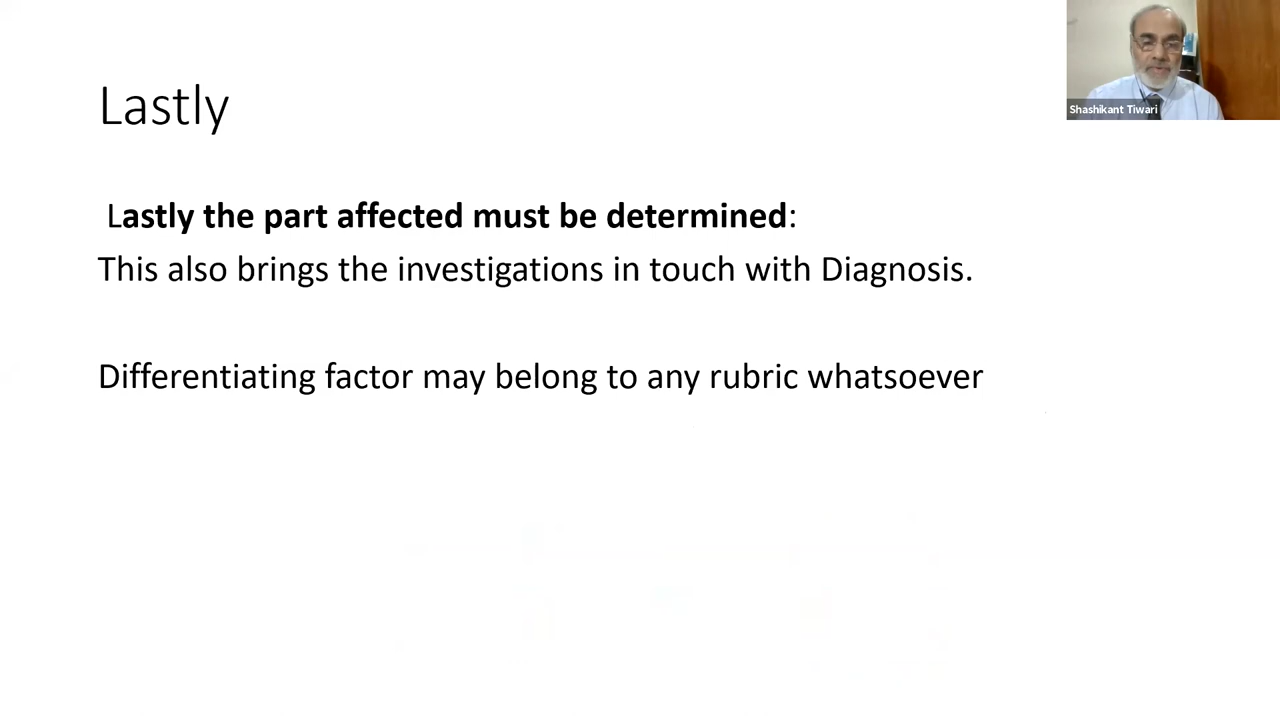 Lastly
Shashikant Tiwari
Lastly the part affected must be determined:
This also brings the investigations in touch with Diagnosis.
Differentiating factor may belong to any rubric whatsoever